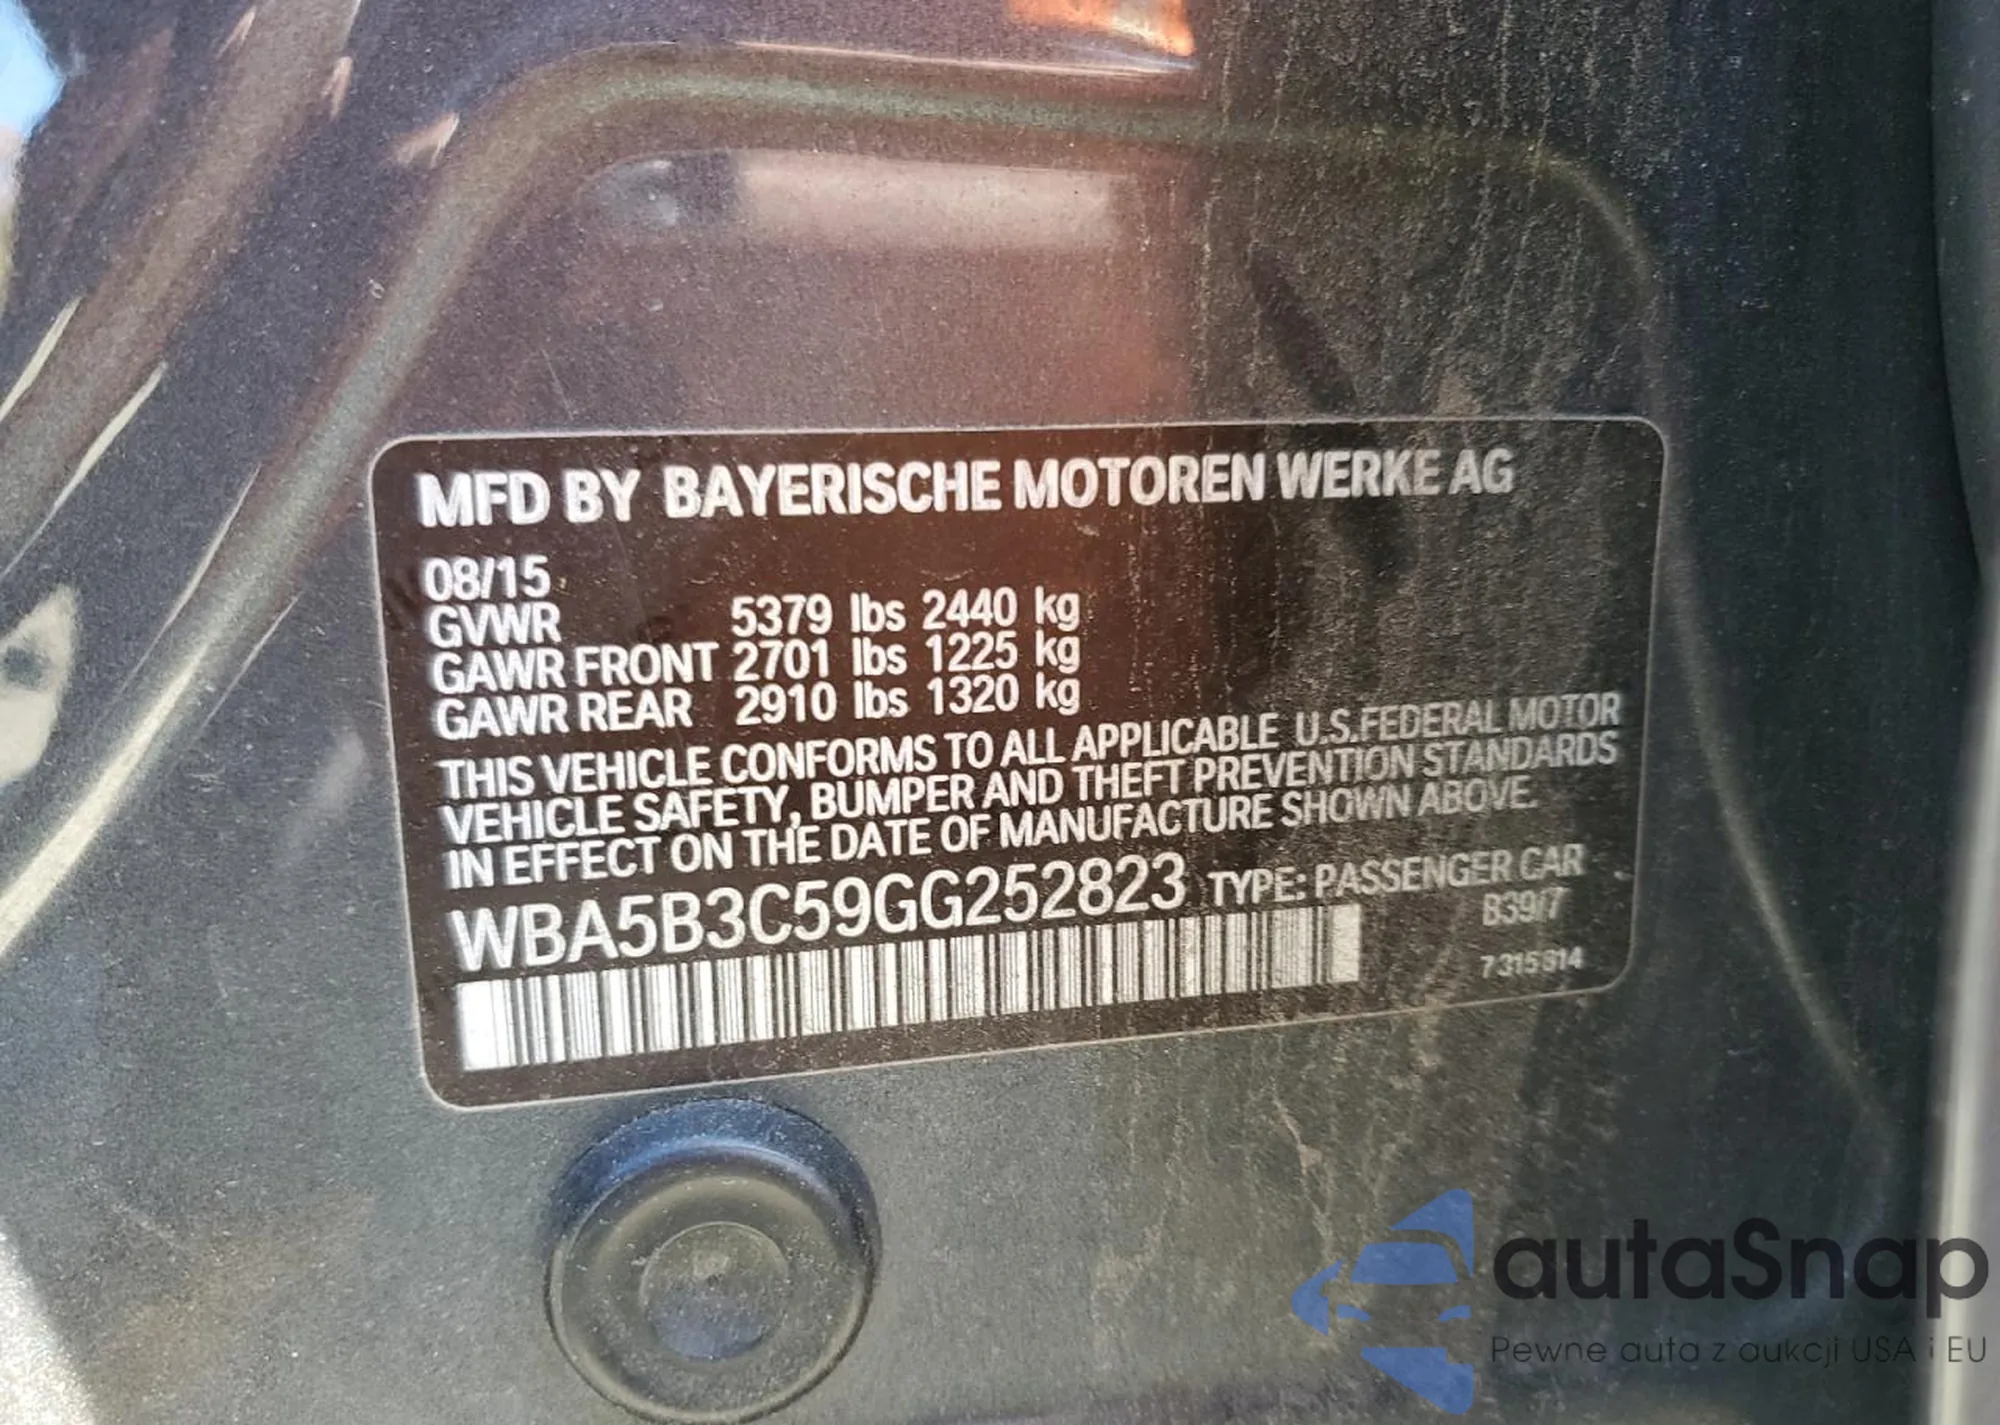 MFD BY BAYERISCHE MOTOREN WERKE AG
08/15
GVWR 5379 lbs 2440 kg
GAWR FRONT 2701 lbs 1225 kg
GAWR REAR 2910 lbs 1320 kg
THIS VEHICLE CONFORMS TO ALL APPLICABLE U.S.FEDERAL MOTOR
VEHICLE SAFETY, BUMPER AND THEFT PREVENTION STANDARDS
IN EFFECT ON THE DATE OF MANUFACTURE SHOWN ABOVE.
WBA5B3C59GG252823 TYPE: PASSENGER CAR
B39/7
7315814
autaSnap
Pewne auta z aukcji USA i EU